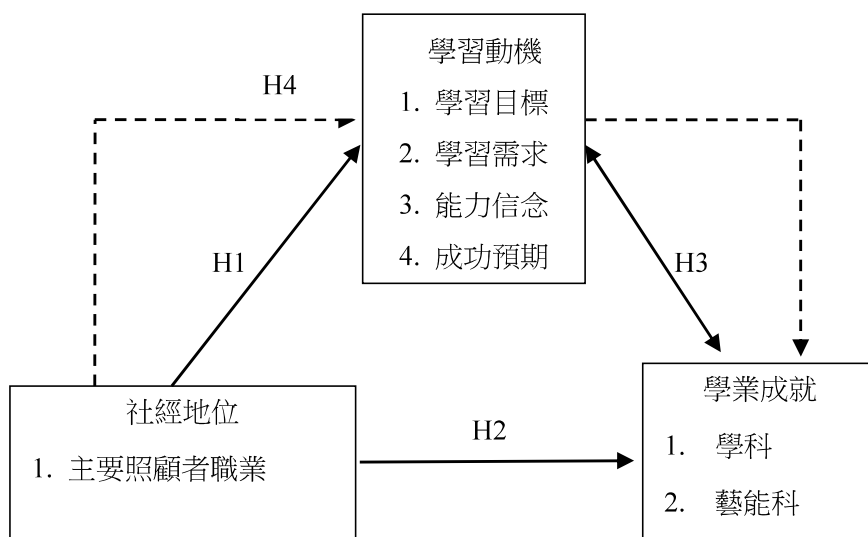 學習動機
1. 學習目標
2. 學習需求
3. 能力信念
4. 成功預期
H4
H1
H3
社經地位
1. 主要照顧者職業
H2
學業成就
1. 學科
2. 藝能科